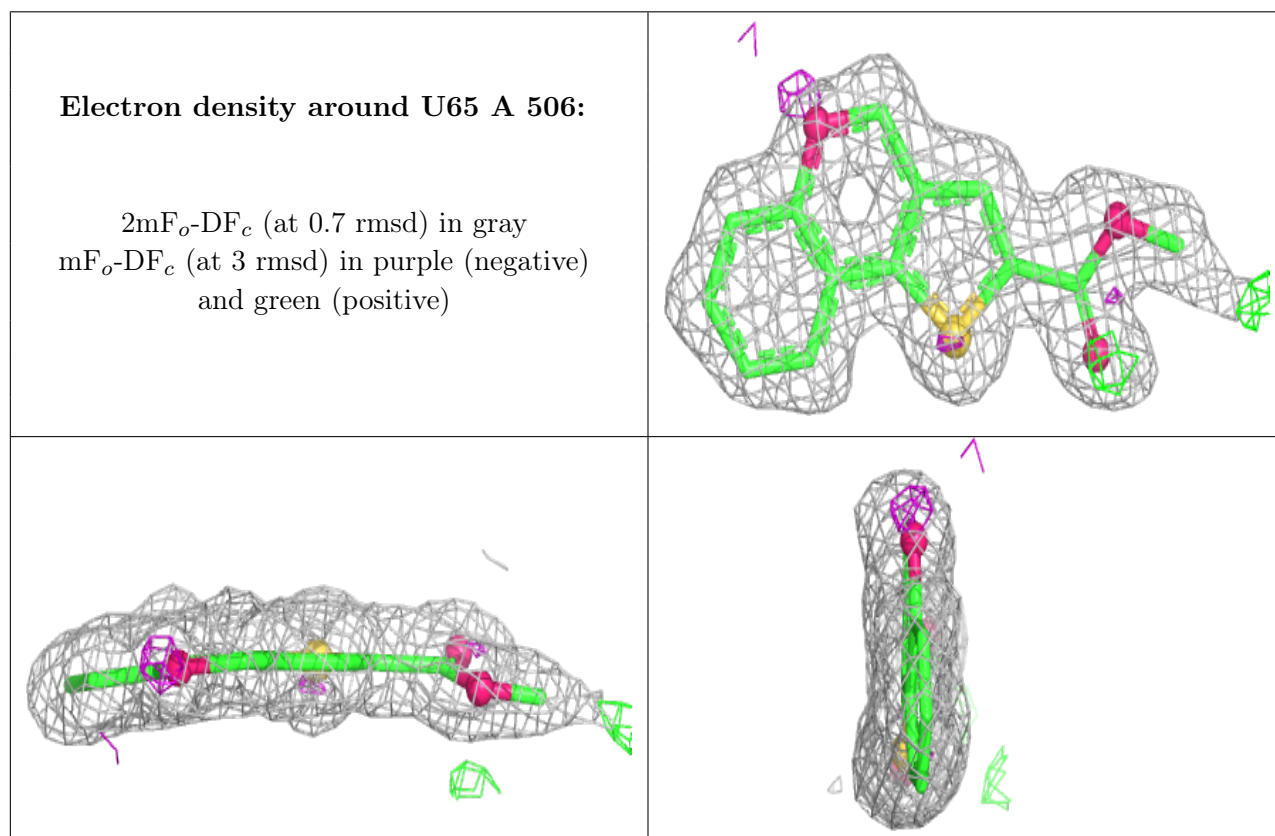 Electron density around U65 A 506:
2mFo-DFc (at 0.7 rmsd) in gray
mFo-DFc (at 3 rmsd) in purple (negative)
and green (positive)